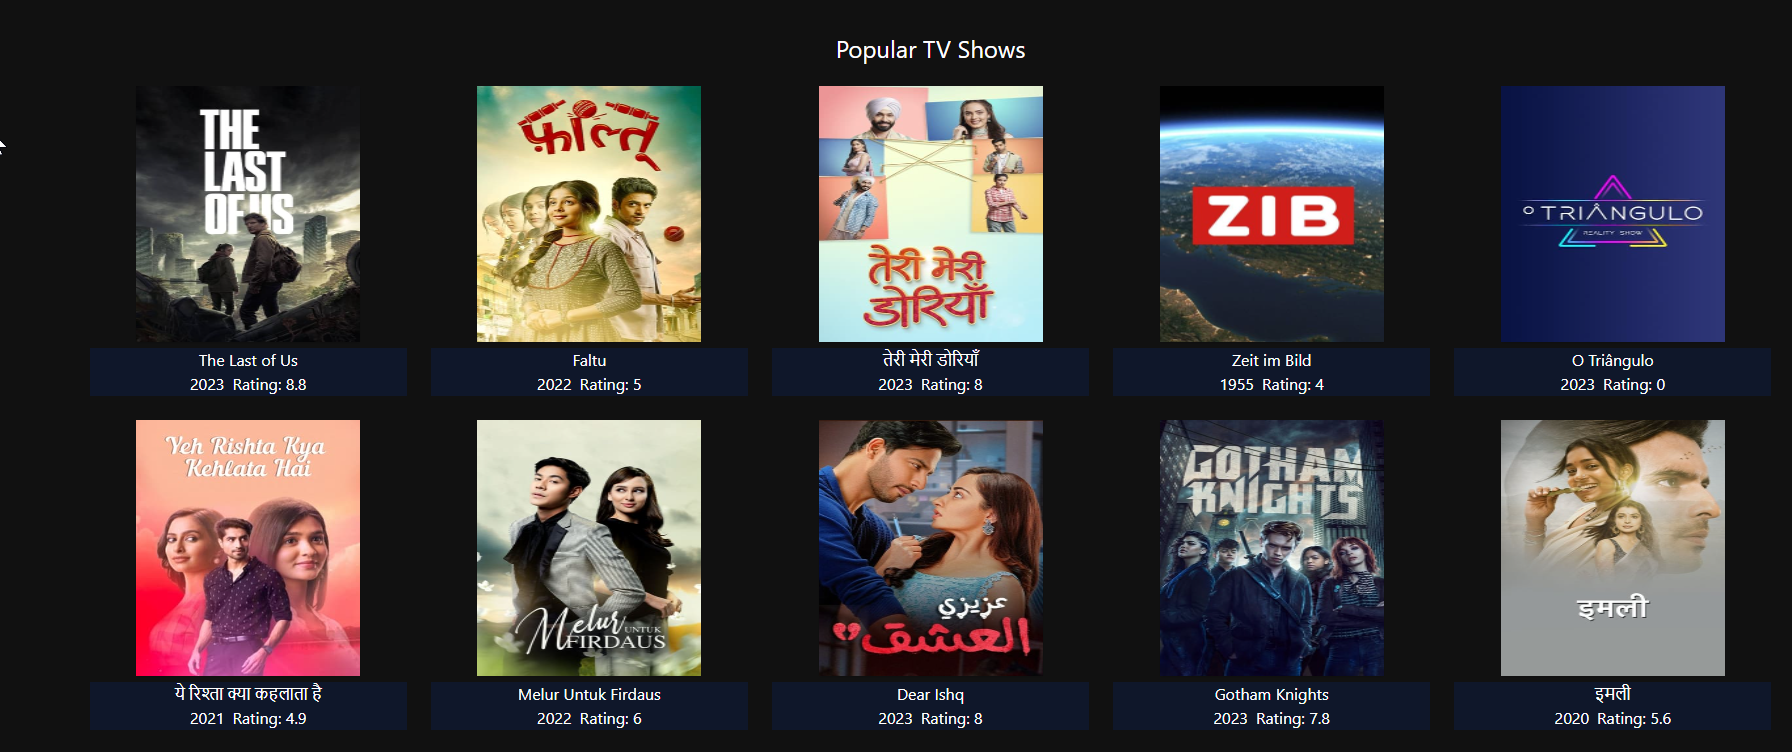 Popular TV Shows
THE
LAST
OF US
फ़ालतू
तेरी मेरी
डोरियाँ
ZIB
O TRIÂNGULO
REALITY SHOW
The Last of Us
2023 Rating: 8.8
Faltu
2022 Rating: 5
तेरी मेरी डोरियाँ
2023 Rating: 8
Zeit im Bild
1955 Rating: 4
O Triângulo
2023 Rating: 0
Yeh Rishta Kya
Kehlata Hai
Melur UNTUK
FIRDAUS
عزيزي
العشق
GOTHAM
KNIGHTS
इमली
ये रिश्ता क्या कहलाता है
2021 Rating: 4.9
Melur Untuk Firdaus
2022 Rating: 6
Dear Ishq
2023 Rating: 8
Gotham Knights
2023 Rating: 7.8
इमली
2020 Rating: 5.6